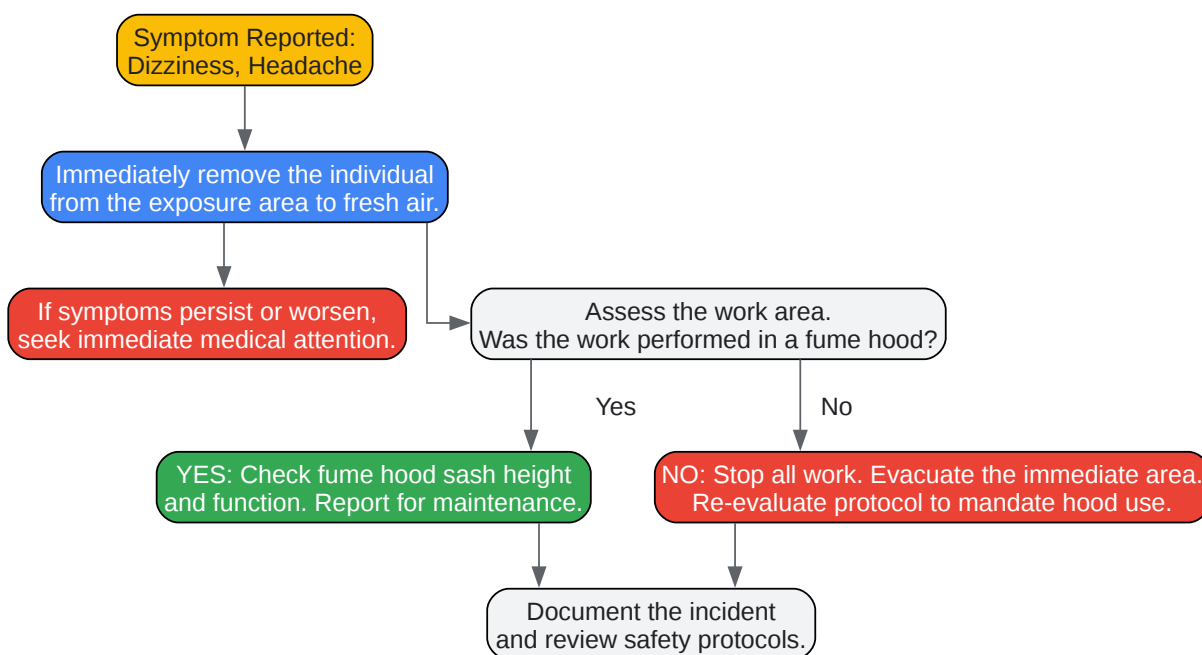 Symptom Reported:
Dizziness, Headache
Immediately remove the individual
from the exposure area to fresh air.
If symptoms persist or worsen,
seek immediate medical attention.
Assess the work area.
Was the work performed in a fume hood?
Yes
No
YES: Check fume hood sash height
and function. Report for maintenance.
NO: Stop all work. Evacuate the immediate area.
Re-evaluate protocol to mandate hood use.
Document the incident
and review safety protocols.